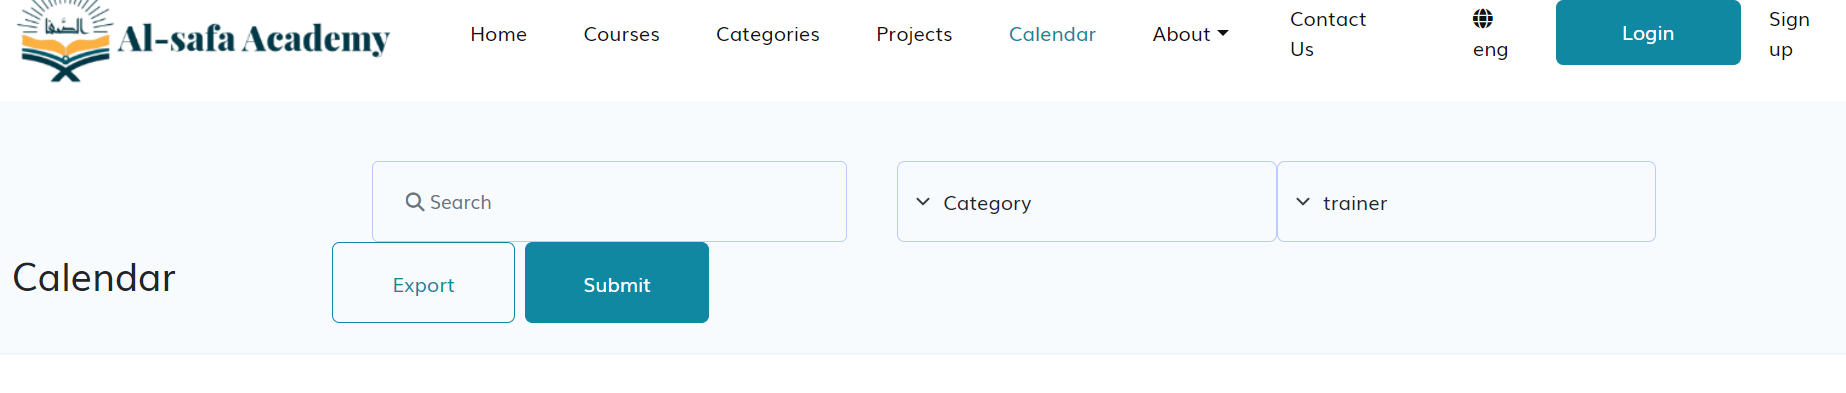 الصفا
Al-safa Academy
Home
Courses
Categories
Projects
Calendar
About
Contact
Us
eng
Login
Sign
up
Search
Category
trainer
Calendar
Export
Submit